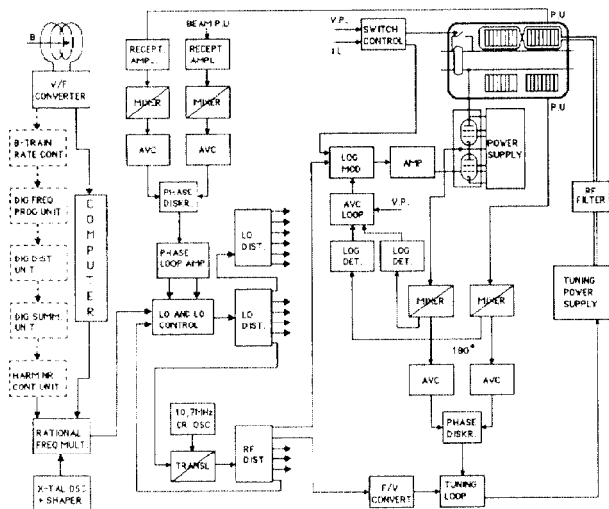 B
V/F
CONVERTER
B-TRAIN
RATE CONT.
DIG FREQ
PROG UNIT
DIG DIST
UNIT
DIG SUMM.
UNIT
HARM NR
CONT UNIT
RATIONAL
FREQ MULT.
X-TAL OSC
+ SHAPER
COMPUTER
BEAM P.U
RECEPT
AMPL.
RECEPT
AMPL
MIXER
MIXER
AVC
AVC
PHASE
DISKR.
PHASE
LOOP AMP
LO AND LO
CONTROL
LO
DIST.
LO
DIST.
10,7MHz
CR OSC
TRANSL
RF
DIST
V.P.
I.L
SWITCH
CONTROL
P.U
P.U
LOG
MOD
AMP
POWER
SUPPLY
AVC
LOOP
V.P.
LOG
DET.
LOG
DET.
MIXER
MIXER
180°
AVC
AVC
PHASE
DISKR.
F/V
CONVERT
TUNING
LOOP
RF
FILTER
TUNING
POWER
SUPPLY